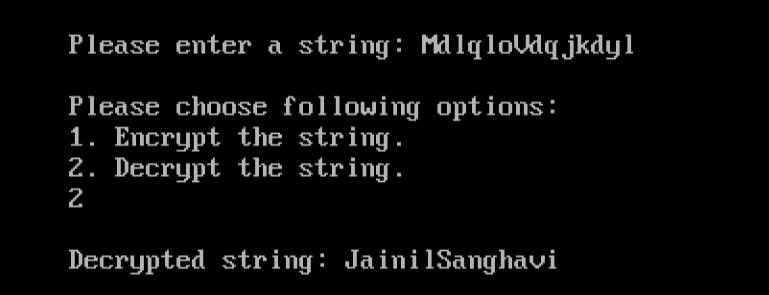 Please enter a string: MdlqloVdqjkdyl
Please choose following options:
1. Encrypt the string.
2. Decrypt the string.
2
Decrypted string: JainilSanghavi